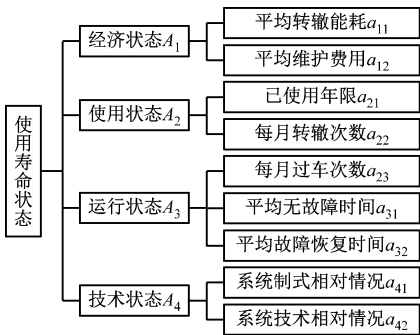 使用寿命状态
经济状态A1
平均转辙能耗a11
平均维护费用a12
使用状态A2
已使用年限a21
每月转辙次数a22
运行状态A3
每月过车次数a23
平均无故障时间a31
平均故障恢复时间a32
技术状态A4
系统制式相对情况a41
系统技术相对情况a42